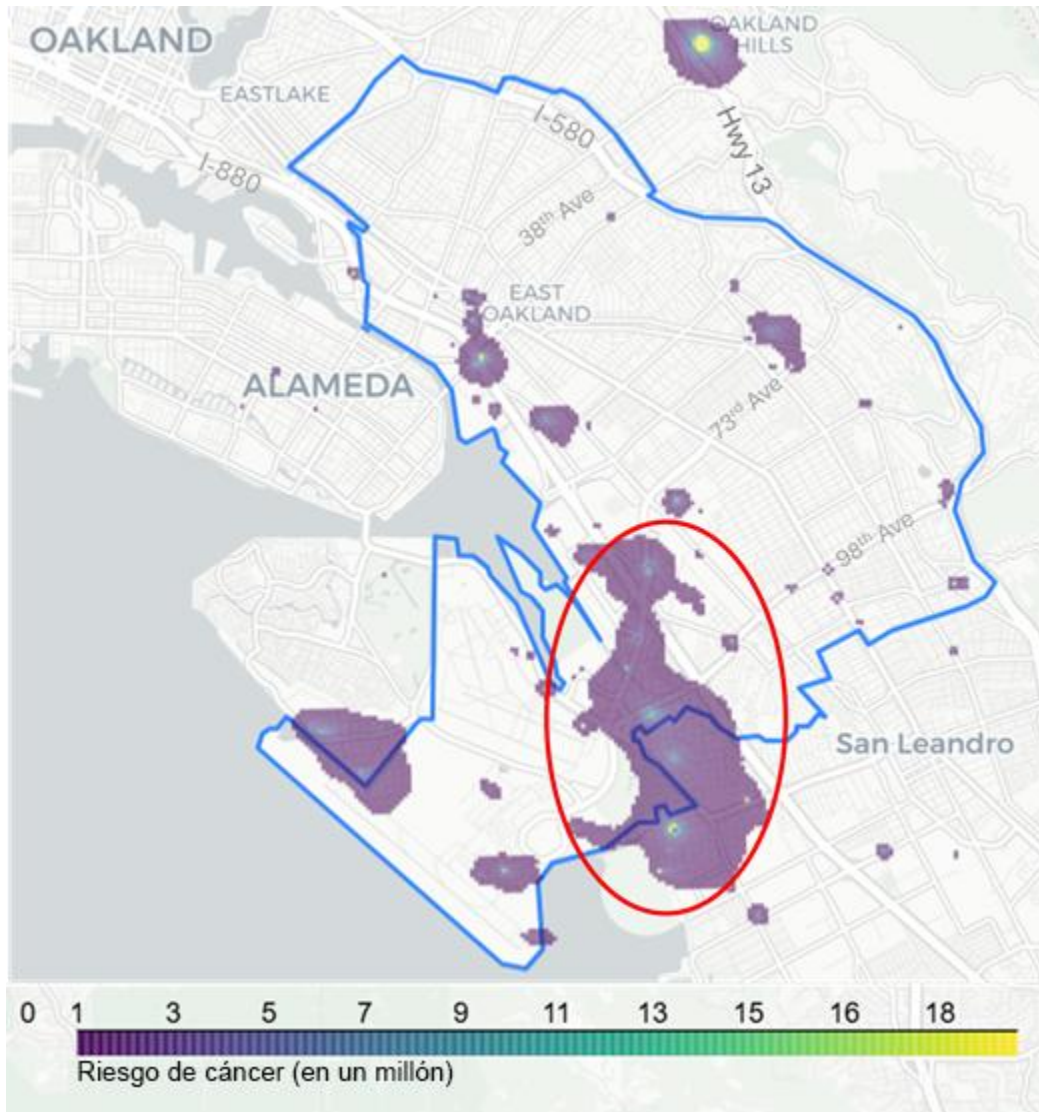 OAKLAND
OAKLAND
HILLS
EASTLAKE
I-580
Hwy 13
I-880
38th Ave
EAST
OAKLAND
ALAMEDA
73rd Ave
98th Ave
San Leandro
0 1 3 5 7 9 11 13 15 16 18
Riesgo de cáncer (en un millón)